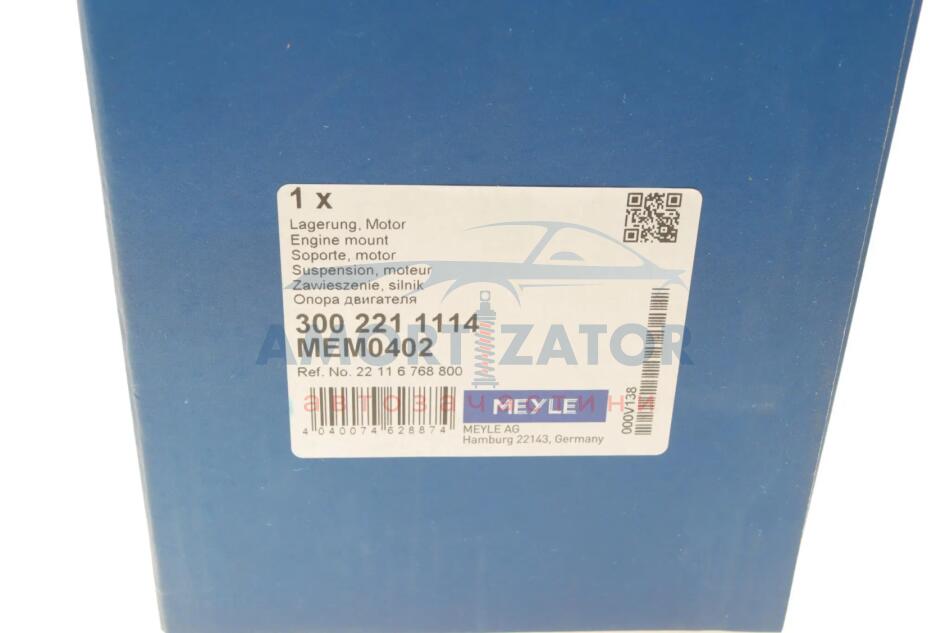 1 x
Lagerung, Motor
Engine mount
Soporte, motor
Suspension, moteur
Zawieszenie, silnik
Опора двигателя
300 221 1114
MEM0402
AMORTIZATOR
Ref. No. 22 11 6 768 800
автозапчастини
MEYLE
4 040074 628874
MEYLE AG
Hamburg 22143, Germany
000V138